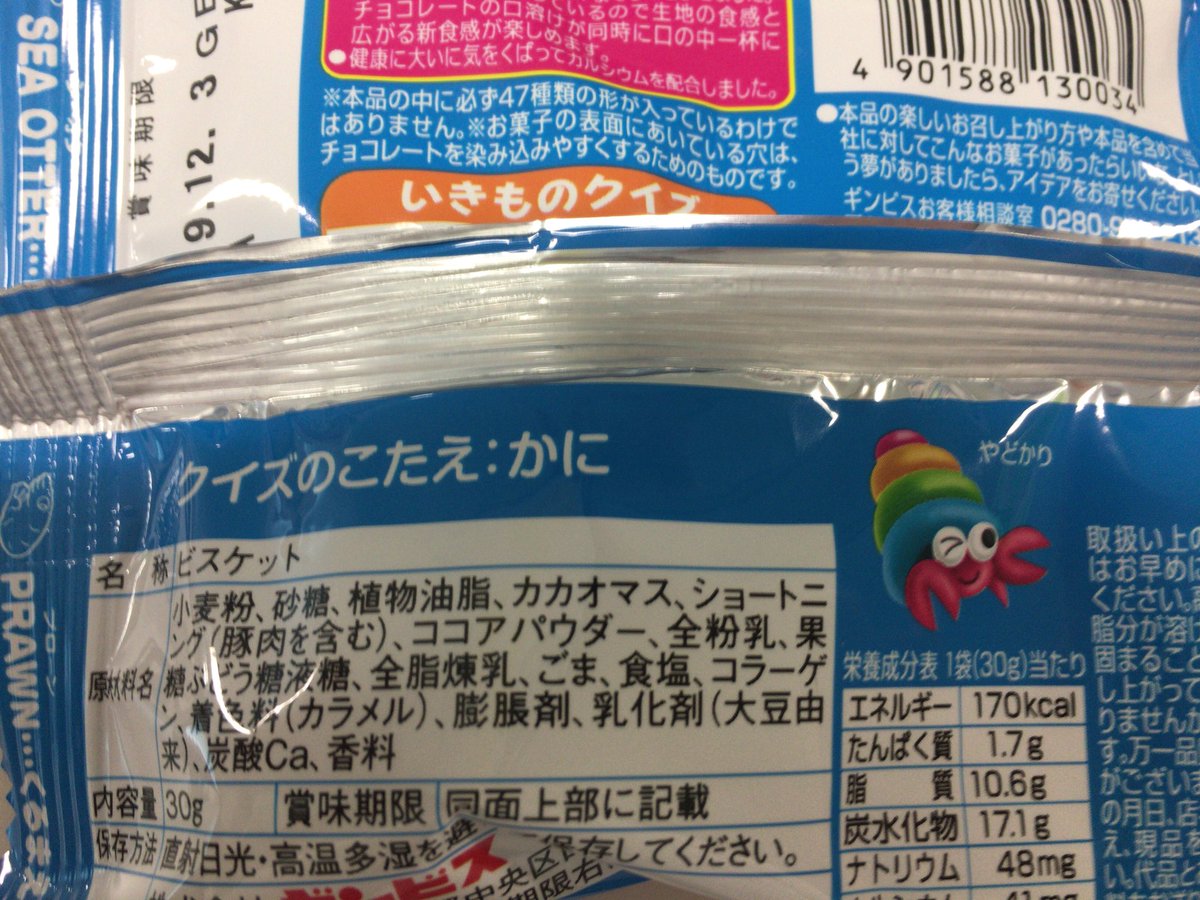 SEA OTTER…
賞味期限
9.12.3 GE
チョコレートの口溶けが同時に口の中一杯に
広がる新食感が楽しめます。
●健康に大いに気をくばってカルシウムを配合しました。
※本品の中に必ず47種類の形が入っているわけで
はありません。※お菓子の表面にあいている穴は、
チョコレートを染み込みやすくするためのものです。
いきものクイズ
4 901588 130034
●本品の楽しいお召し上がり方や本品を含めて当
社に対してこんなお菓子があったらいいなとい
う夢がありましたら、アイデアをお寄せください
ギンビスお客様相談室 0280-9
クイズのこたえ:かに
やどかり
プローン
PRAWN…くるま
名 称 ビスケット
原材料名 小麦粉、砂糖、植物油脂、カカオマス、ショートニ
ング(豚肉を含む)、ココアパウダー、全粉乳、果
糖ぶどう糖液糖、全脂煉乳、ごま、食塩、コラーゲ
ン、着色料(カラメル)、膨脹剤、乳化剤(大豆由
来)、炭酸Ca、香料
内容量 30g 賞味期限 同面上部に記載
保存方法 直射日光・高温多湿を避 保存してください。
ギンビス
中央区
期限右
栄養成分表 1袋(30g)当たり
エネルギー 170kcal
たんぱく質 1.7g
脂 質 10.6g
炭水化物 17.1g
ナトリウム 48mg
41mg
取扱い上の
はお早めに
ください。
脂分が溶け
固まること
し上がって
りませんが
す。万一品
がござい
の月日、店
え、現品を
い。代品と